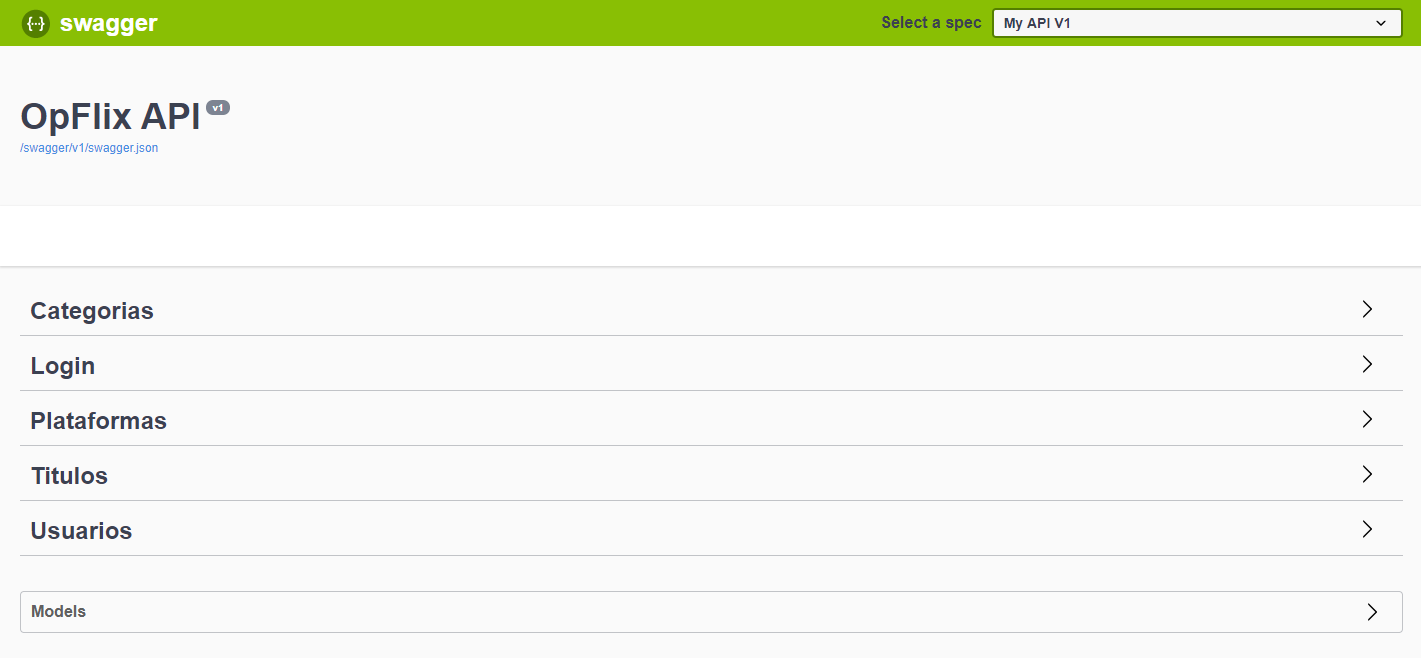 {···} swagger
Select a spec My API V1
OpFlix API v1
/swagger/v1/swagger.json
Categorias
Login
Plataformas
Titulos
Usuarios
Models